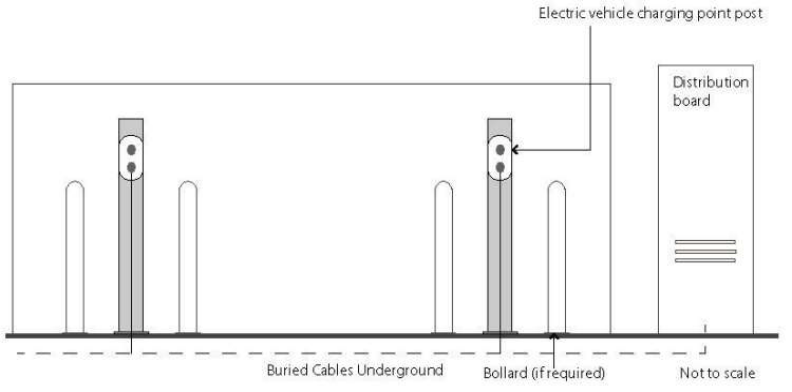 Electric vehicle charging point post
Distribution
board
Buried Cables Underground
Bollard (if required)
Not to scale